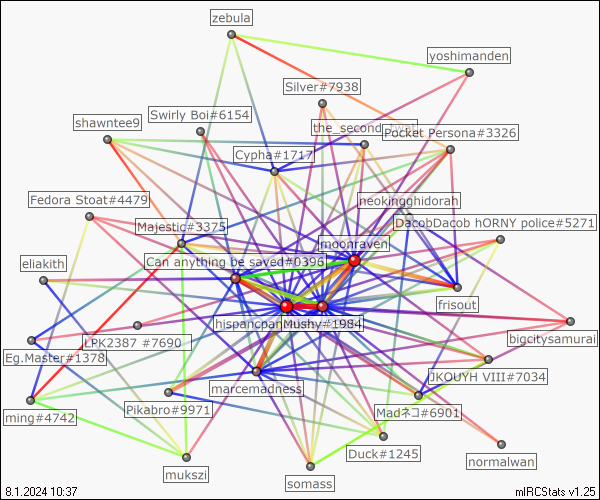 zebula
yoshimanden
Silver#7938
Swirly Boi#6154
shawntee9
the_second
Pocket Persona#3326
Cypha#1717
Fedora Stoat#4479
neokingghidorah
Majestic#3375
DacobDacob hORNY police#5271
moonraven
Can anything be saved#0396
eliakith
frisout
hispancpan
Mushy#1984
LPK2387 #7690
bigcitysamurai
Eg.Master#1378
JKOUYH VIII#7034
marcemadness
Pikabro#9971
Madネコ#6901
ming#4742
Duck#1245
normalwan
mukszi
somass
8.1.2024 10:37
mIRCStats v1.25